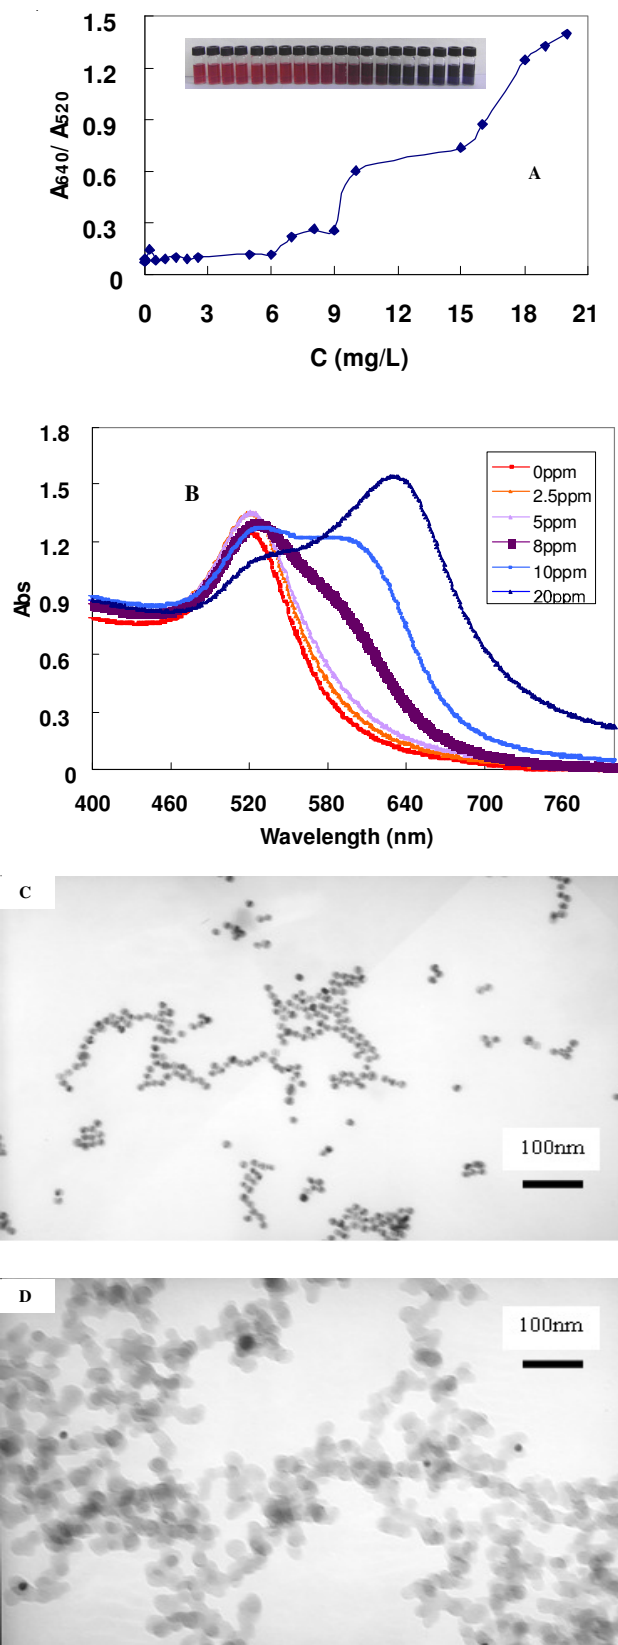 1.5
1.2
0.9
0.6
0.3
0
A640/ A520
A
0 3 6 9 12 15 18 21
C (mg/L)
1.8
1.5
1.2
0.9
0.6
0.3
0
Abs
B
0ppm
2.5ppm
5ppm
8ppm
10ppm
20ppm
400 460 520 580 640 700 760
Wavelength (nm)
C
100nm
D
100nm